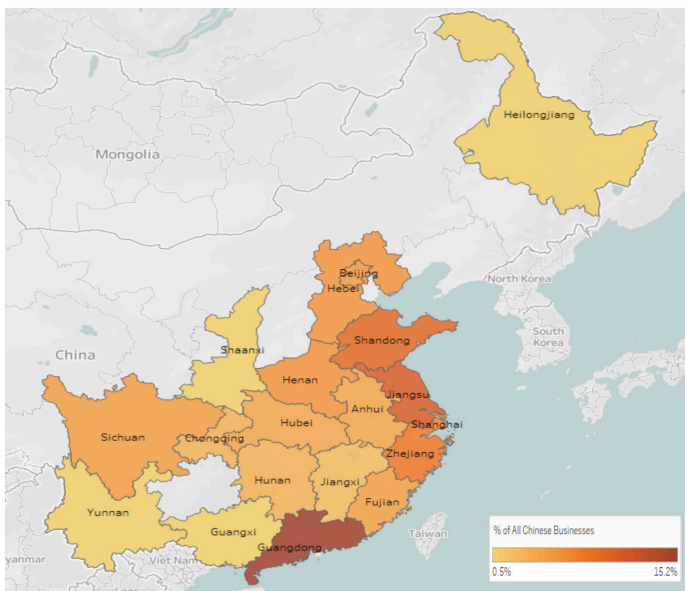 Heilongjiang
Mongolia
Beijing
North Korea
Hebei
Shandong
South
Korea
Shaanxi
China
Henan
Jiangsu
Anhui
Hubei
Shanghai
Sichuan
Chongqing
Zhejiang
Hunan
Jiangxi
Fujian
Yunnan
Guangxi
Guangdong
Taiwan
yanmar
Viet Nam
% of All Chinese Businesses
0.5%
15.2%